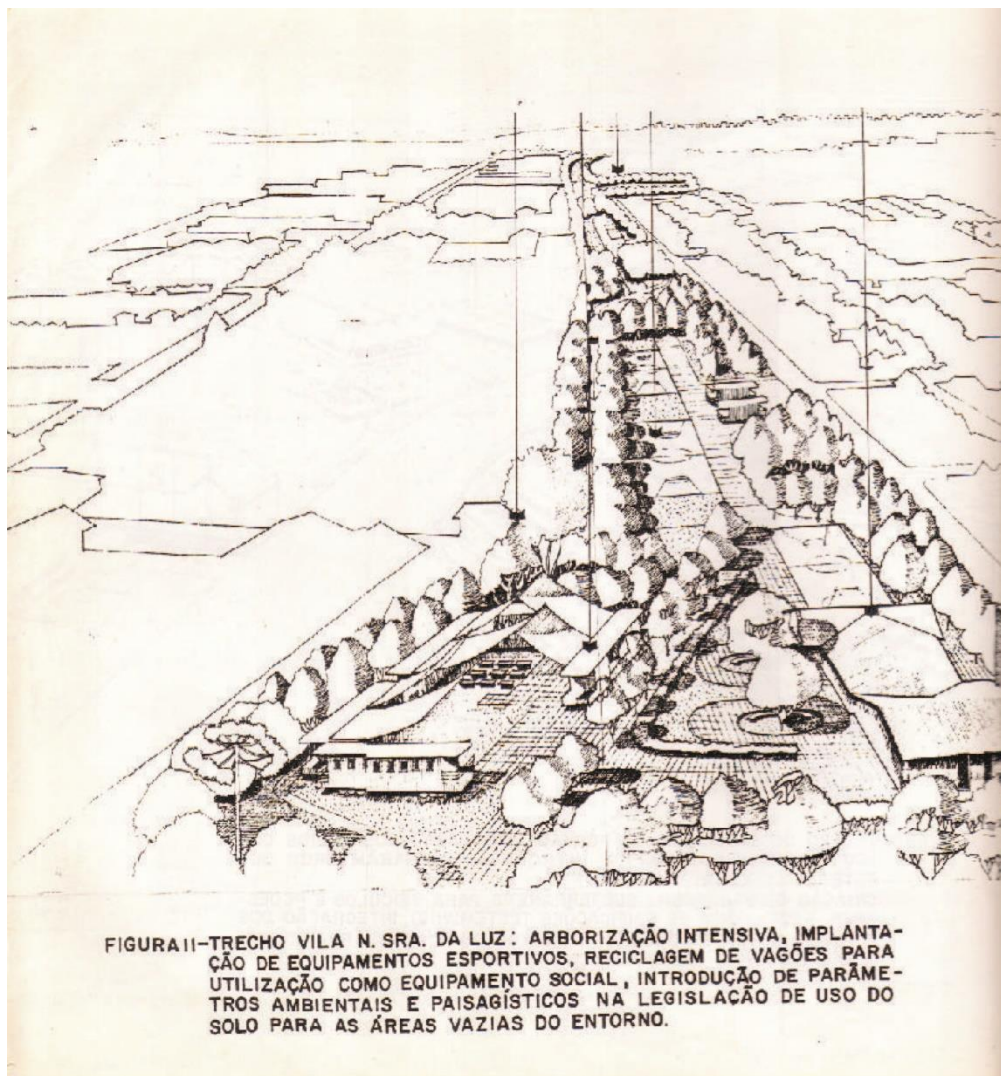 FIGURA 11-TRECHO VILA N. SRA. DA LUZ: ARBORIZAÇÃO INTENSIVA, IMPLANTA-
ÇÃO DE EQUIPAMENTOS ESPORTIVOS, RECICLAGEM DE VAGÕES PARA
UTILIZAÇÃO COMO EQUIPAMENTO SOCIAL, INTRODUÇÃO DE PARÂME-
TROS AMBIENTAIS E PAISAGÍSTICOS NA LEGISLAÇÃO DE USO DO
SOLO PARA AS ÁREAS VAZIAS DO ENTORNO.